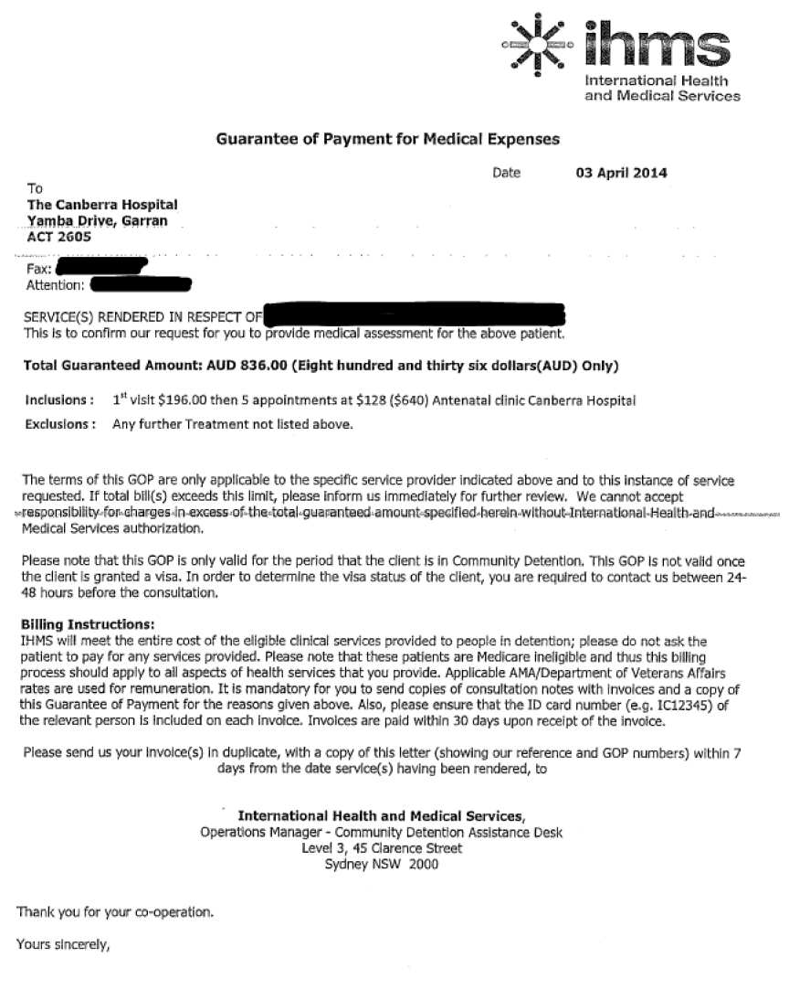 ihms
International Health
and Medical Services
Guarantee of Payment for Medical Expenses
Date 03 April 2014
To
The Canberra Hospital
Yamba Drive, Garran
ACT 2605
Fax:
Attention:
SERVICE(S) RENDERED IN RESPECT OF
This is to confirm our request for you to provide medical assessment for the above patient.
Total Guaranteed Amount: AUD 836.00 (Eight hundred and thirty six dollars(AUD) Only)
Inclusions : 1st visit $196.00 then 5 appointments at $128 ($640) Antenatal clinic Canberra Hospital
Exclusions : Any further Treatment not listed above.
The terms of this GOP are only applicable to the specific service provider indicated above and to this instance of service
requested. If total bill(s) exceeds this limit, please inform us immediately for further review. We cannot accept
responsibility for charges in excess of the total guaranteed amount specified herein without International Health and
Medical Services authorization.
Please note that this GOP is only valid for the period that the client is in Community Detention. This GOP is not valid once
the client is granted a visa. In order to determine the visa status of the client, you are required to contact us between 24-
48 hours before the consultation.
Billing Instructions:
IHMS will meet the entire cost of the eligible clinical services provided to people in detention; please do not ask the
patient to pay for any services provided. Please note that these patients are Medicare ineligible and thus this billing
process should apply to all aspects of health services that you provide. Applicable AMA/Department of Veterans Affairs
rates are used for remuneration. It is mandatory for you to send copies of consultation notes with invoices and a copy of
this Guarantee of Payment for the reasons given above. Also, please ensure that the ID card number (e.g. IC12345) of
the relevant person is included on each invoice. Invoices are paid within 30 days upon receipt of the invoice.
Please send us your invoice(s) in duplicate, with a copy of this letter (showing our reference and GOP numbers) within 7
days from the date service(s) having been rendered, to
International Health and Medical Services,
Operations Manager - Community Detention Assistance Desk
Level 3, 45 Clarence Street
Sydney NSW 2000
Thank you for your co-operation.
Yours sincerely,